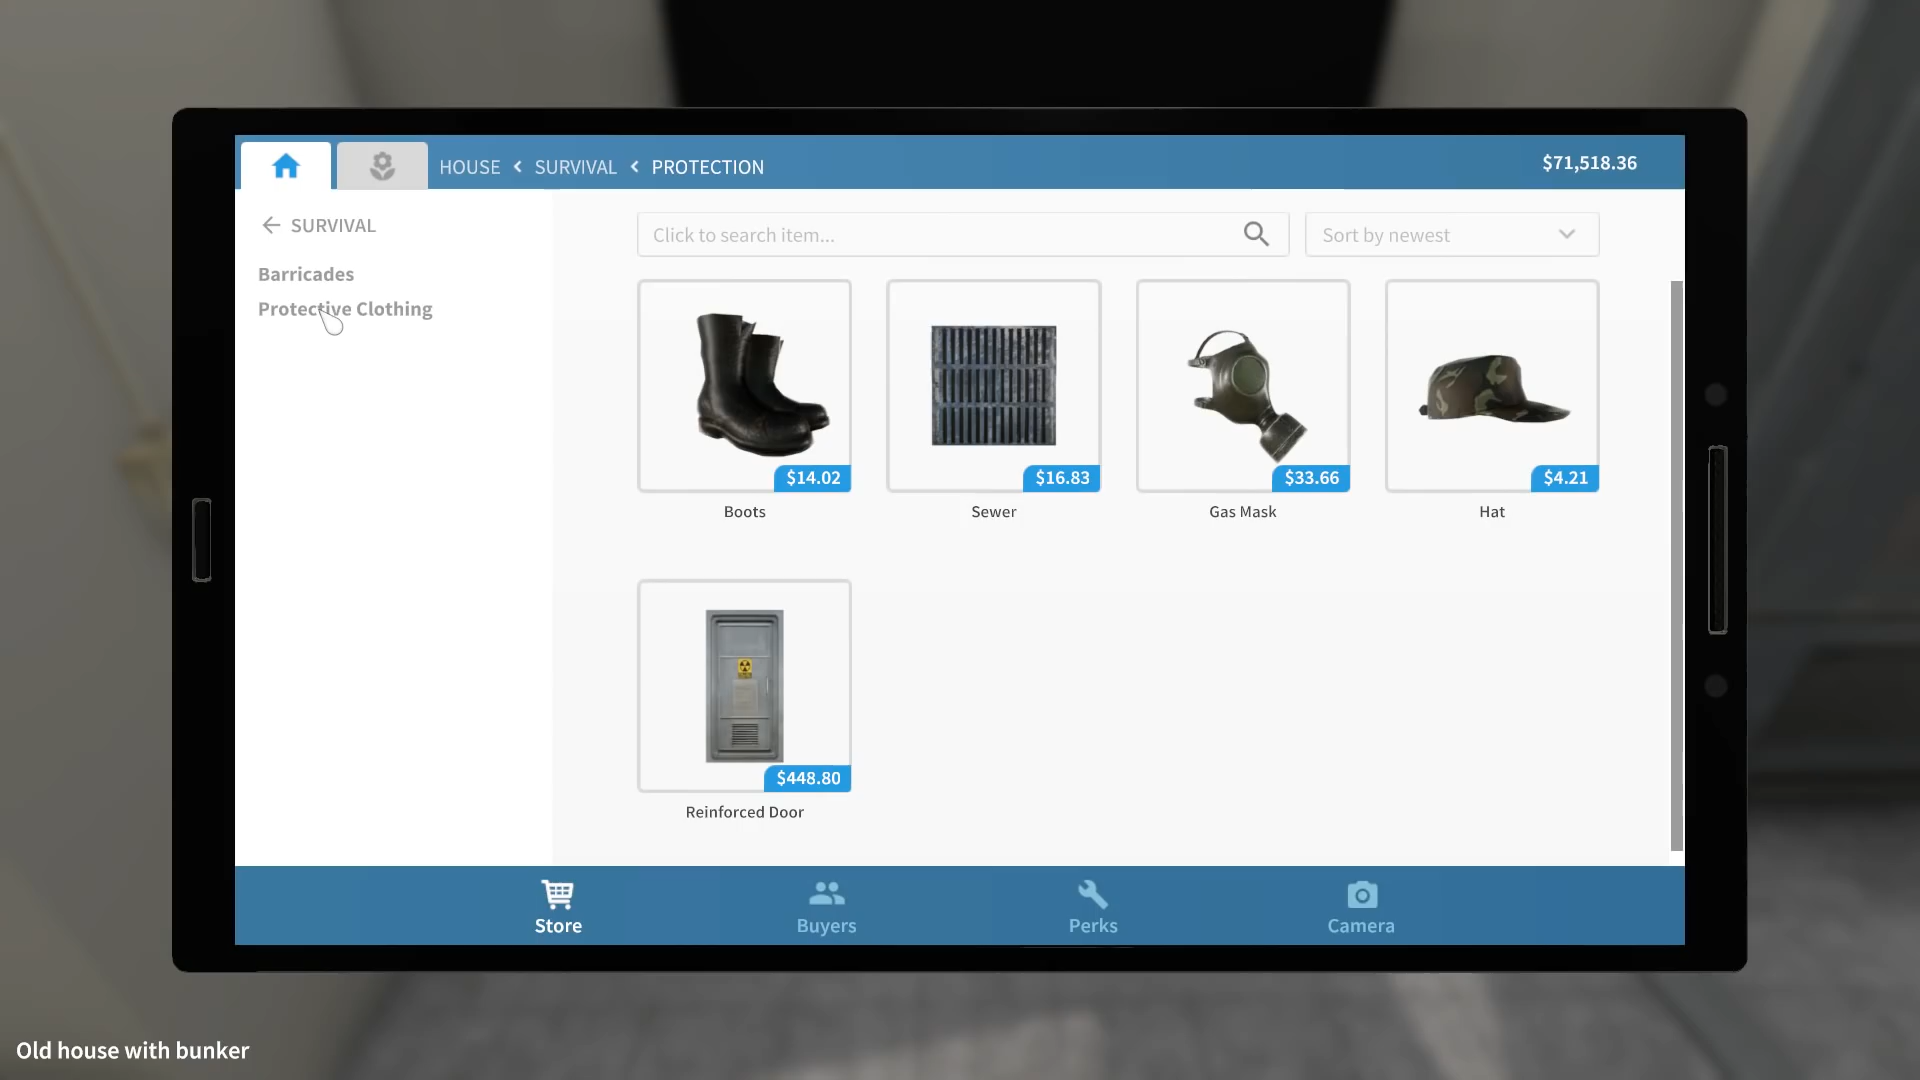 HOUSE < SURVIVAL < PROTECTION
$71,518.36
SURVIVAL
Barricades
Protective Clothing
Click to search item...
Sort by newest
$14.02
$16.83
$33.66
$4.21
Boots
Sewer
Gas Mask
Hat
$448.80
Reinforced Door
Store
Buyers
Perks
Camera
Old house with bunker